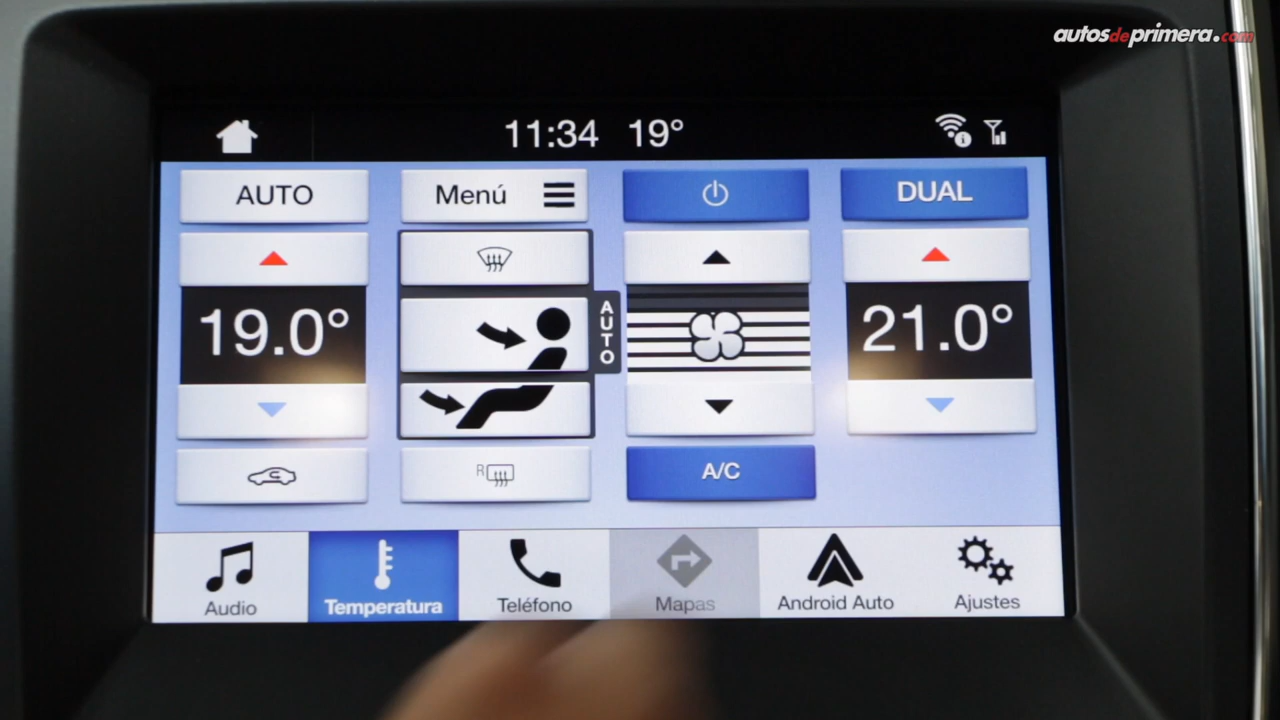 autosdeprimera.com
11:34 19°
AUTO
Menú
DUAL
19.0°
AUTO
21.0°
R
A/C
Audio
Temperatura
Teléfono
Mapas
Android Auto
Ajustes